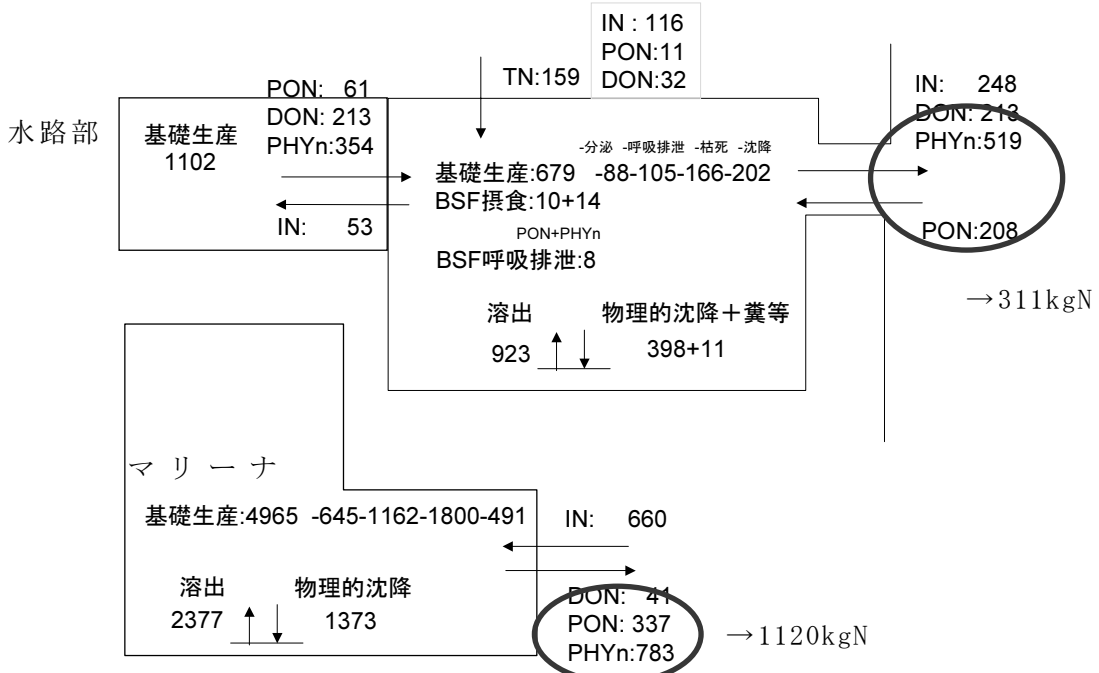 IN : 116
PON:11
DON:32
TN:159
PON: 61
DON: 213
PHYn:354
水路部
基礎生産
1102
IN: 53
-分泌 -呼吸排泄 -枯死 -沈降
基礎生産:679 -88-105-166-202
BSF摂食:10+14
PON+PHYn
BSF呼吸排泄:8
溶出 物理的沈降+糞等
923 398+11
IN: 248
DON: 213
PHYn:519
PON:208
→311kgN
マリーナ
基礎生産:4965 -645-1162-1800-491
溶出 物理的沈降
2377 1373
IN: 660
DON: 41
PON: 337
PHYn:783
→1120kgN